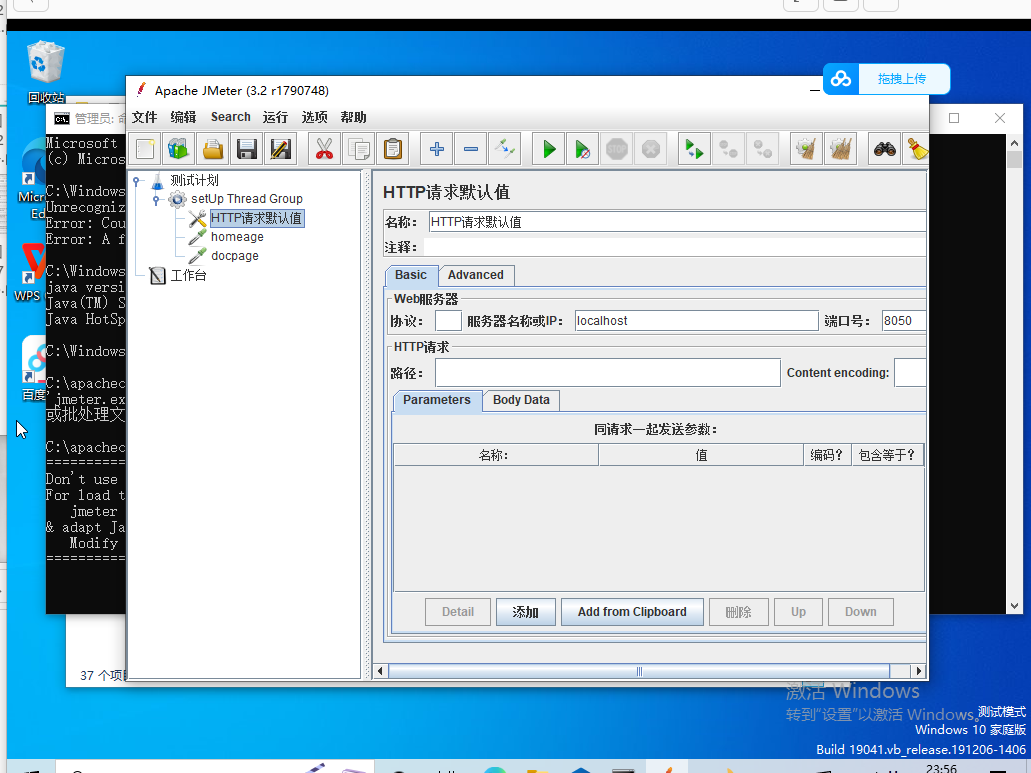 回收站
拖拽上传
Apache JMeter (3.2 r1790748)
管理员: 命
文件 编辑 Search 运行 选项 帮助
Microsoft
(c) Micros
C:\Windows
Unrecogniz
Error: Cou
Error: A f
C:\Windows
java versi
Java(TM) S
Java HotSp
C:\Windows
C:\apachec
'jmeter.ex
或批处理文
C:\apachec
Don't use
For load t
jmeter
& adapt Ja
Modify
Micr
Ed
WPS
百度
37 个项
测试计划
setUp Thread Group
HTTP请求默认值
homeage
docpage
工作台
HTTP请求默认值
名称: HTTP请求默认值
注释:
Basic Advanced
Web服务器
协议: 服务器名称或IP: localhost 端口号: 8050
HTTP请求
路径: Content encoding:
Parameters Body Data
同请求一起发送参数:
名称: 值 编码? 包含等于?
Detail 添加 Add from Clipboard 删除 Up Down
激活 Windows
转到"设置"以激活 Windows。
测试模式
Windows 10 家庭版
Build 19041.vb_release.191206-1406
23:56